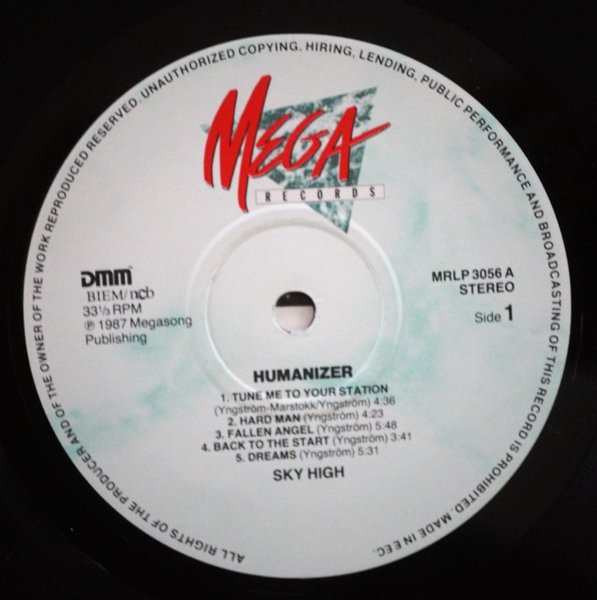 ALL RIGHTS OF THE PRODUCER AND OF THE OWNER OF THE WORK REPRODUCED RESERVED. UNAUTHORIZED COPYING, HIRING, LENDING, PUBLIC PERFORMANCE AND BROADCASTING OF THIS RECORD IS PROHIBITED. MADE IN EEC.
MEGA
RECORDS
DMM™
BIEM/ncb
33⅓ RPM
℗ 1987 Megasong
Publishing
MRLP 3056 A
STEREO
Side 1
HUMANIZER
1. TUNE ME TO YOUR STATION
(Yngström-Marstokk/Yngström) 4:36
2. HARD MAN (Yngström) 4:23
3. FALLEN ANGEL (Yngström) 5:48
4. BACK TO THE START (Yngström) 3:41
5. DREAMS (Yngström) 5:31
SKY HIGH